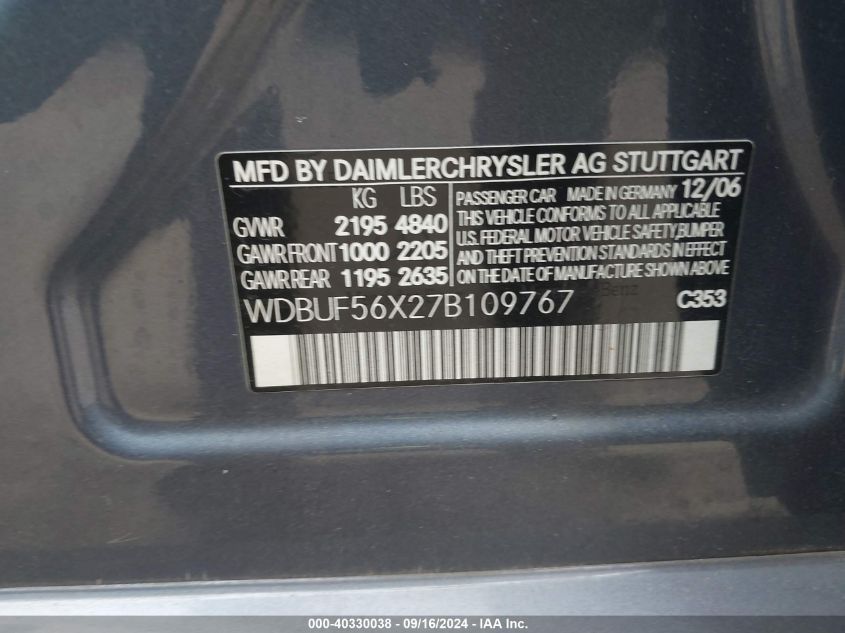 MFD BY DAIMLERCHRYSLER AG STUTTGART
KG LBS
GVWR 2195 4840
GAWR FRONT 1000 2205
GAWR REAR 1195 2635
PASSENGER CAR MADE IN GERMANY 12/06
THIS VEHICLE CONFORMS TO ALL APPLICABLE
U.S. FEDERAL MOTOR VEHICLE SAFETY, BUMPER
AND THEFT PREVENTION STANDARDS IN EFFECT
ON THE DATE OF MANUFACTURE SHOWN ABOVE
Benz
WDBUF56X27B109767 C353
000-40330038 - 09/16/2024 - Copyright IAA, Inc.